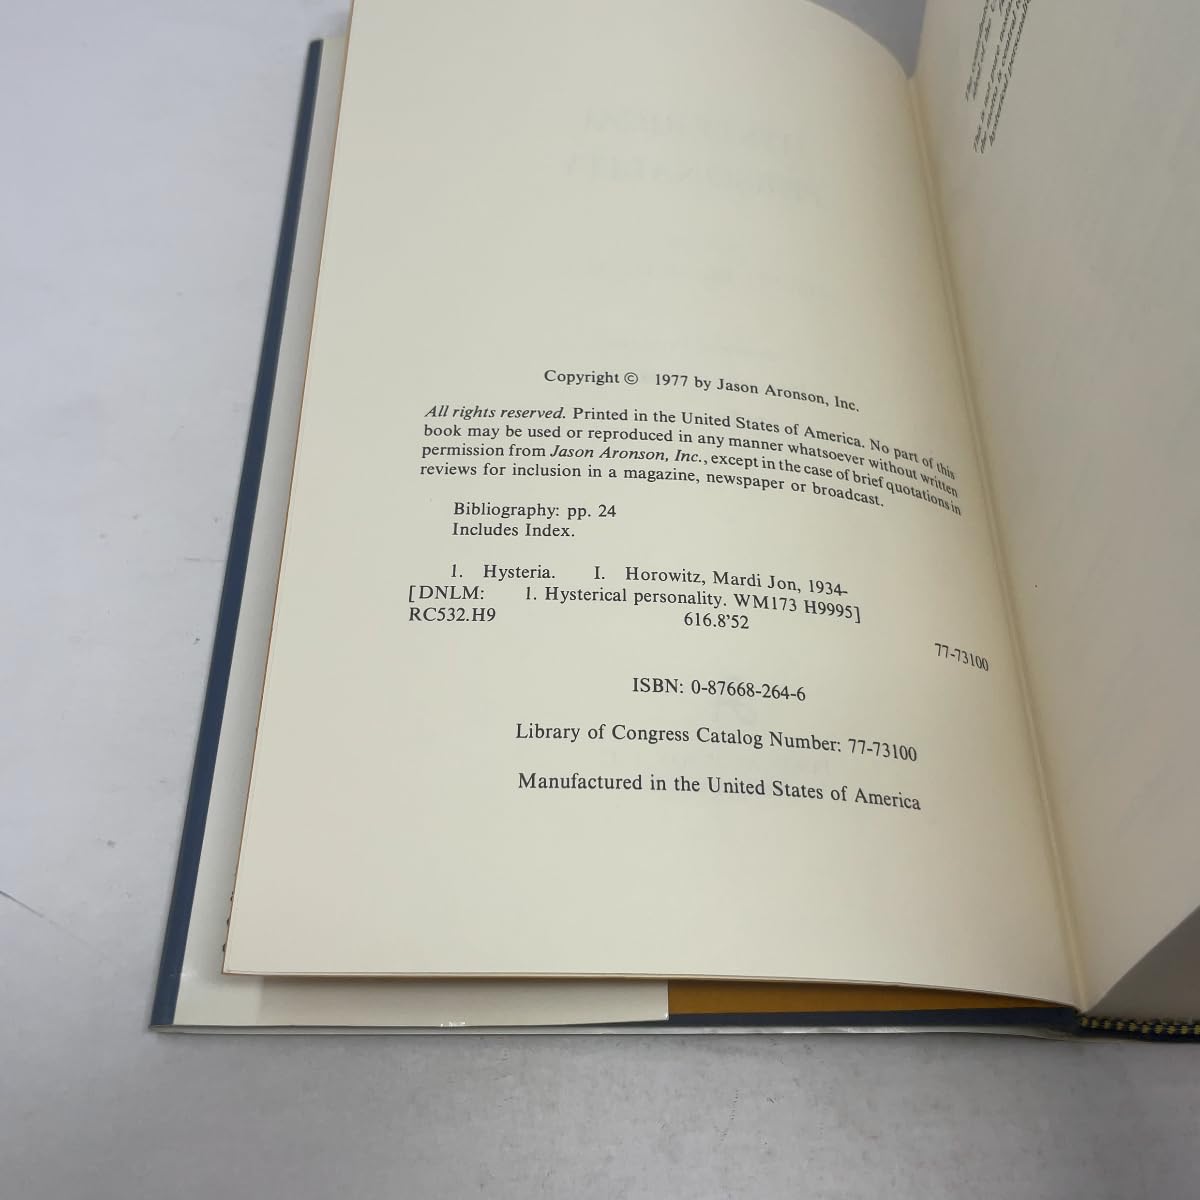 Copyright © 1977 by Jason Aronson, Inc.
All rights reserved. Printed in the United States of America. No part of this
book may be used or reproduced in any manner whatsoever without written
permission from Jason Aronson, Inc., except in the case of brief quotations in
reviews for inclusion in a magazine, newspaper or broadcast.
Bibliography: pp. 24
Includes Index.
1. Hysteria. I. Horowitz, Mardi Jon, 1934-
[DNLM: 1. Hysterical personality. WM173 H9995]
RC532.H9 616.8'52
77-73100
ISBN: 0-87668-264-6
Library of Congress Catalog Number: 77-73100
Manufactured in the United States of America